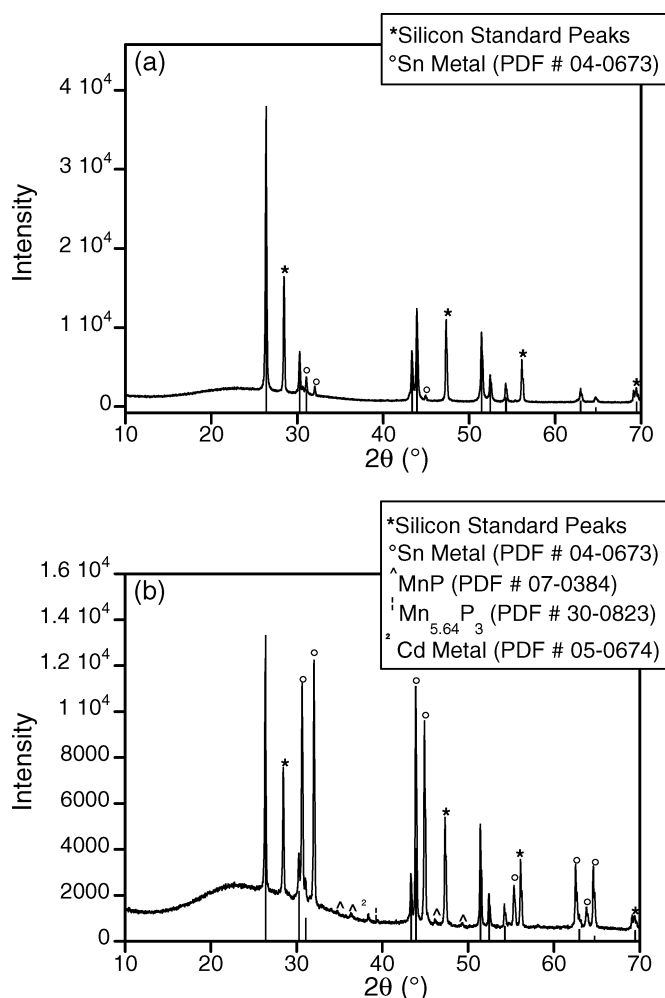 *Silicon Standard Peaks
°Sn Metal (PDF # 04-0673)
(a)
4 10⁴
3 10⁴
2 10⁴
1 10⁴
0
Intensity
* * * * ° ° °
10 20 30 40 50 60 70
2θ (°)
*Silicon Standard Peaks
°Sn Metal (PDF # 04-0673)
^MnP (PDF # 07-0384)
¦Mn5.64P3 (PDF # 30-0823)
² Cd Metal (PDF # 05-0674)
(b)
1.6 10⁴
1.4 10⁴
1.2 10⁴
1 10⁴
8000
6000
4000
2000
0
Intensity
* ° ° ^ ^ 2 ¦ ° ° ^ * ^ ° * ° ° ° *
10 20 30 40 50 60 70
2θ (°)